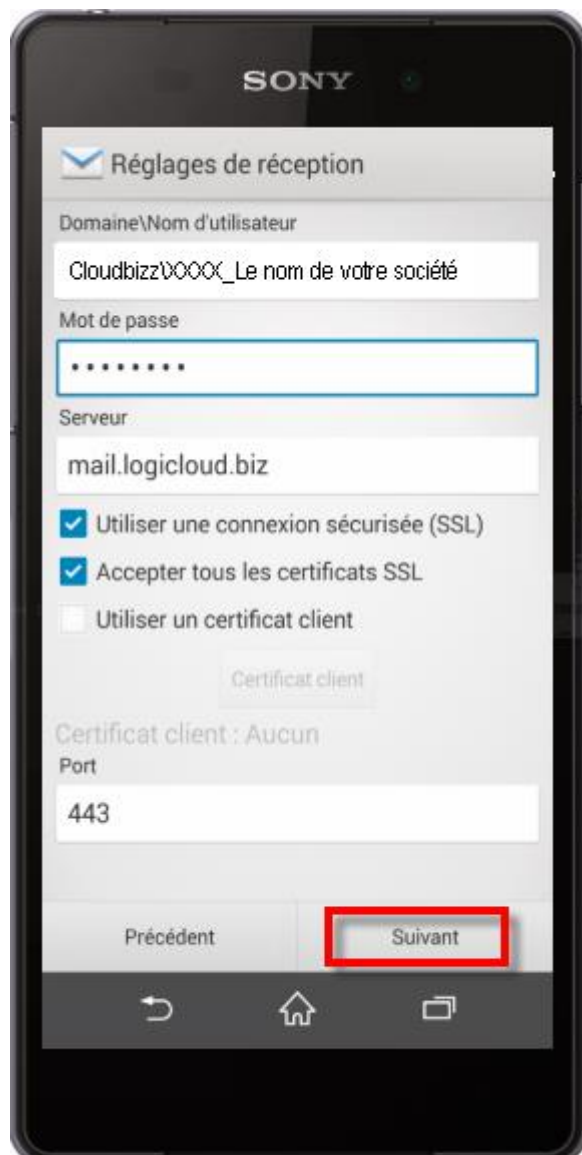 SONY
Réglages de réception
Domaine\Nom d'utilisateur
Cloudbizz\XXXX_Le nom de votre société
Mot de passe
••••••••
Serveur
mail.logicloud.biz
Utiliser une connexion sécurisée (SSL)
Accepter tous les certificats SSL
Utiliser un certificat client
Certificat client
Certificat client : Aucun
Port
443
Précédent
Suivant